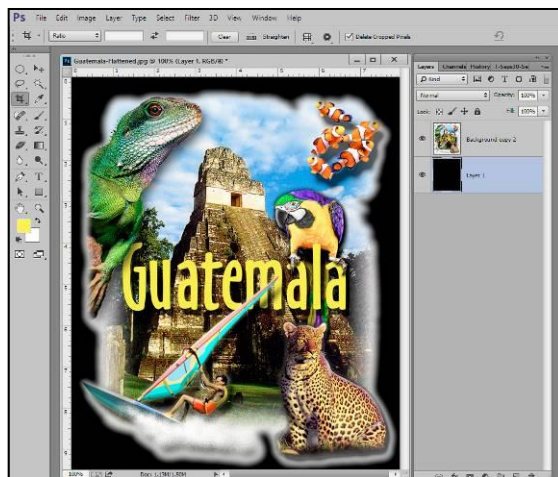 Ps File Edit Image Layer Type Select Filter 3D View Window Help
Ratio Clear Straighten Delete Cropped Pixels
Guatemala-flattened.jpg @ 100% (Layer 1, RGB/8) *
Layers Channels History
Kind
Normal Opacity: 100%
Lock: Fill: 100%
Background copy 2
Layer 1
Guatemala
100%